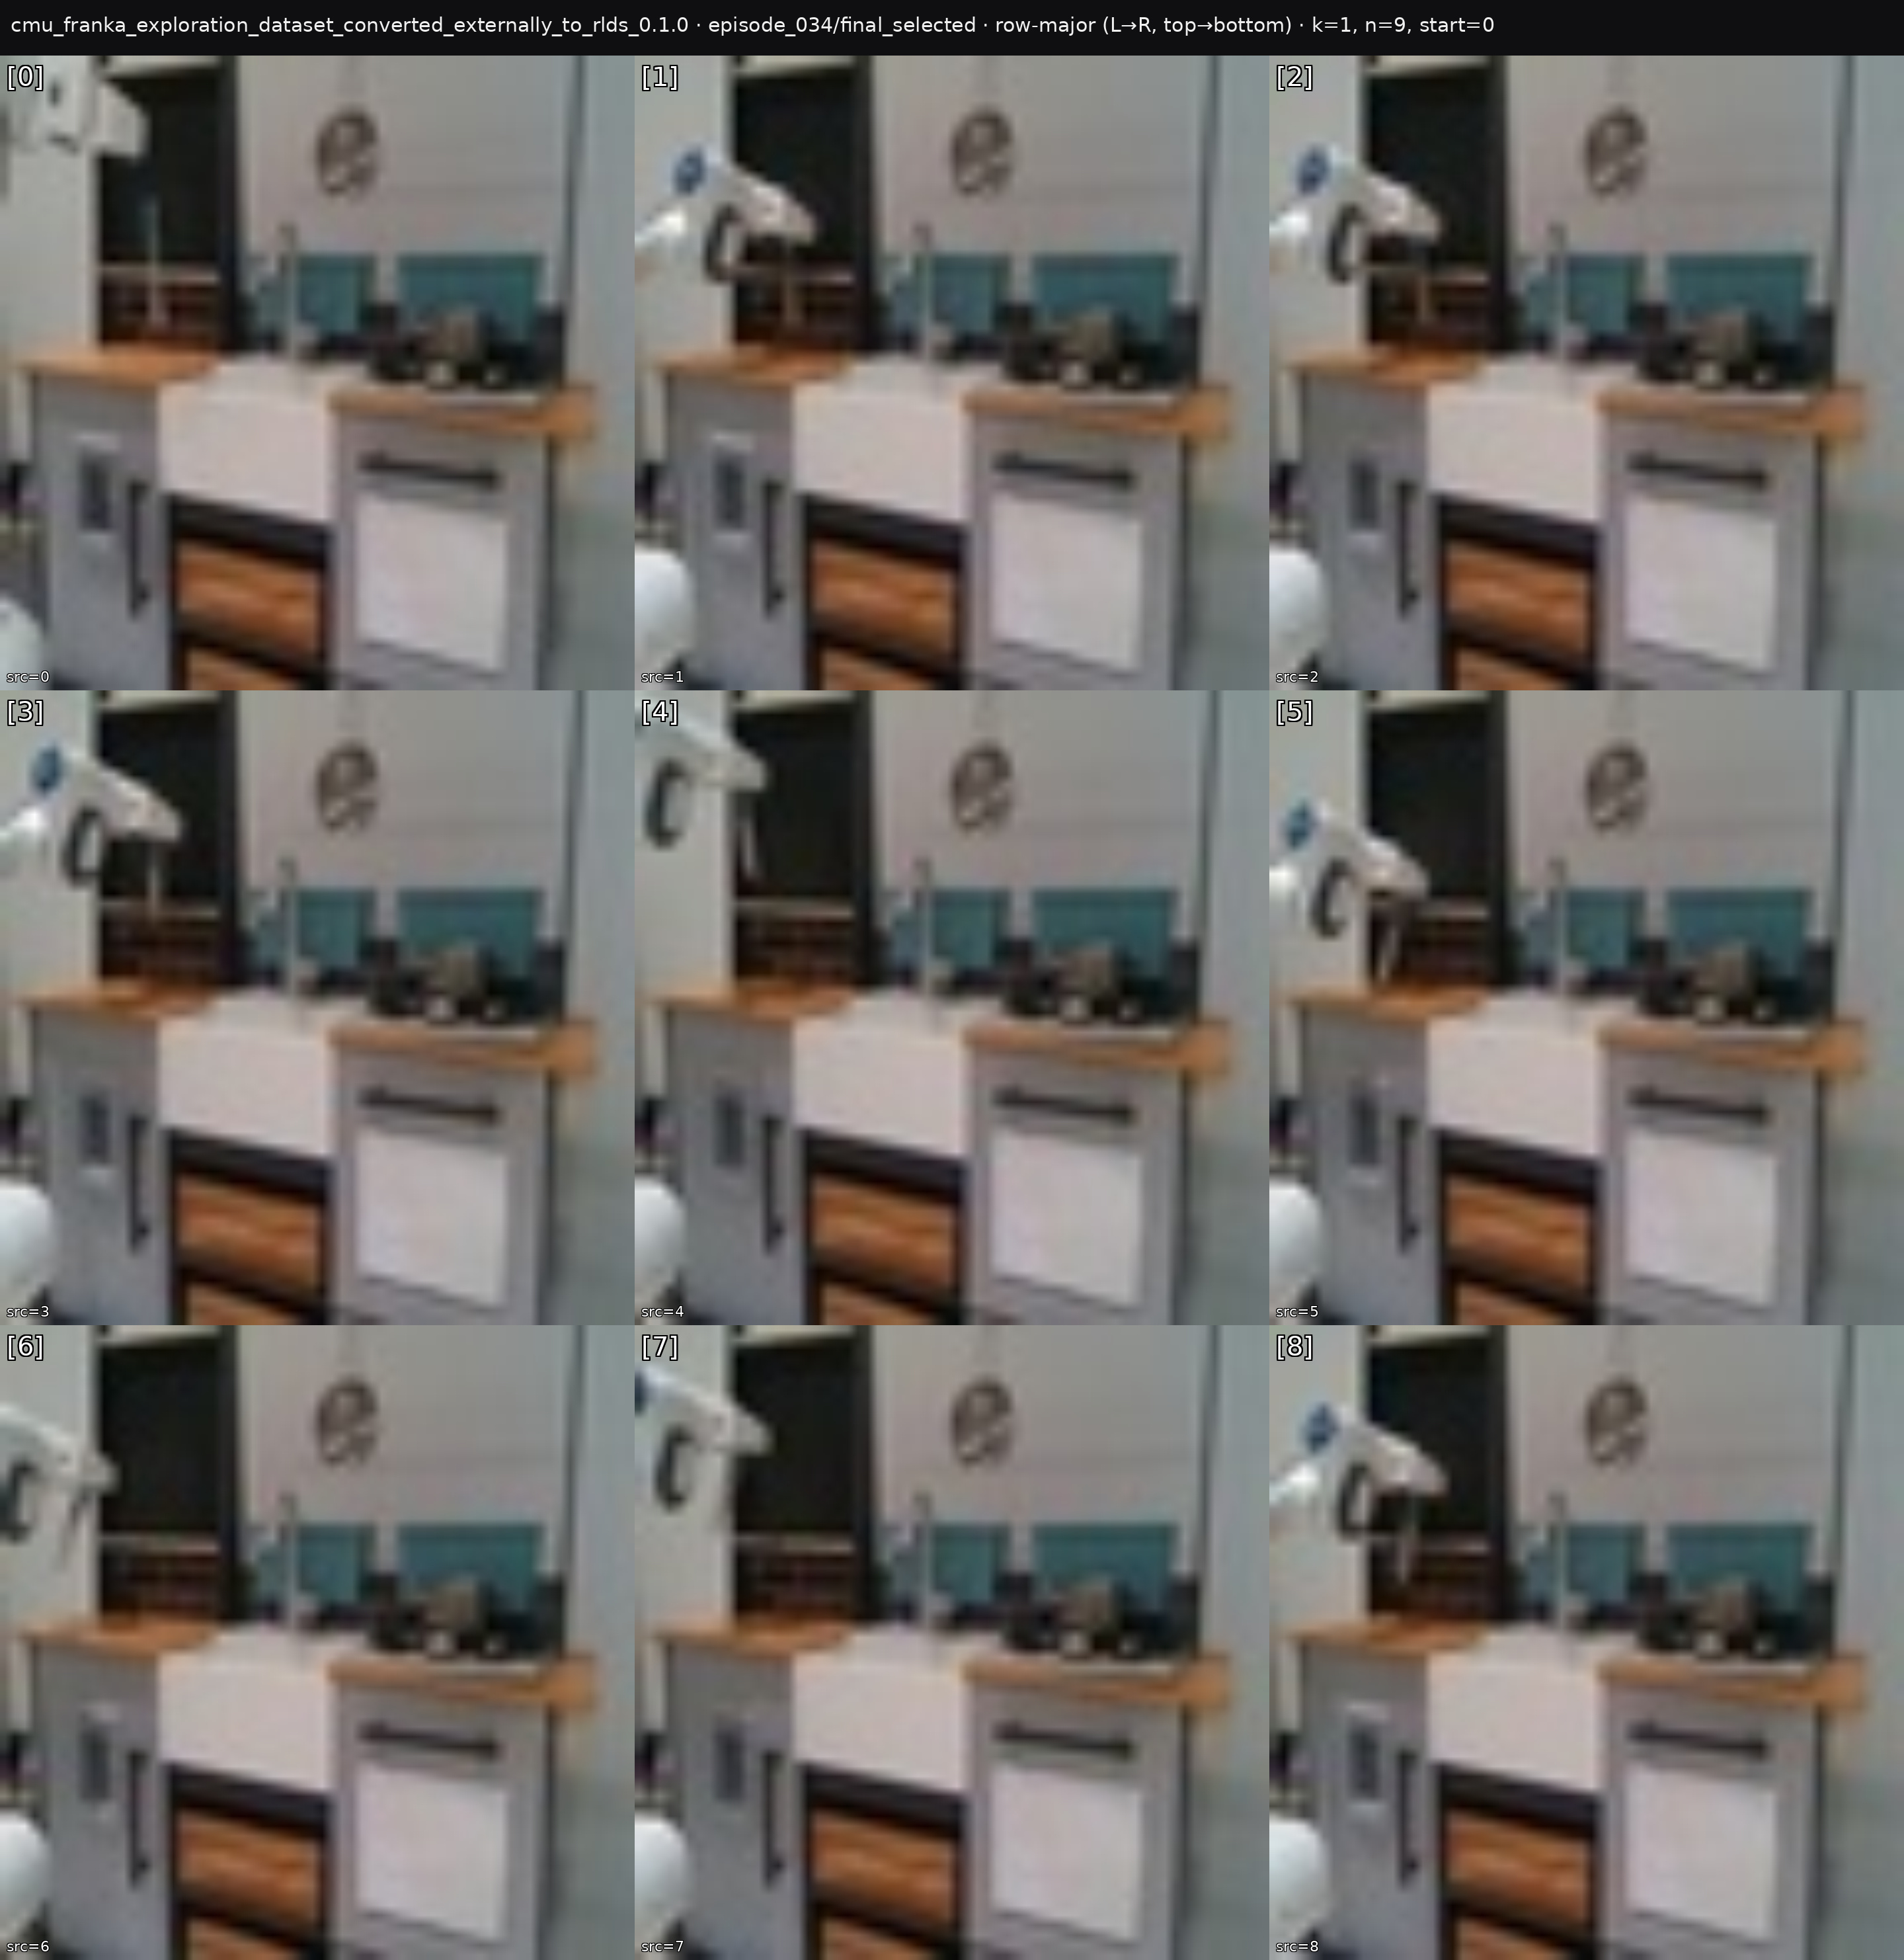 cmu_franka_exploration_dataset_converted_externally_to_rlds_0.1.0 · episode_034/final_selected · row-major (L→R, top→bottom) · k=1, n=9, start=0
[0]
[1]
[2]
src=0
src=1
src=2
[3]
[4]
[5]
src=3
src=4
src=5
[6]
[7]
[8]
src=6
src=7
src=8